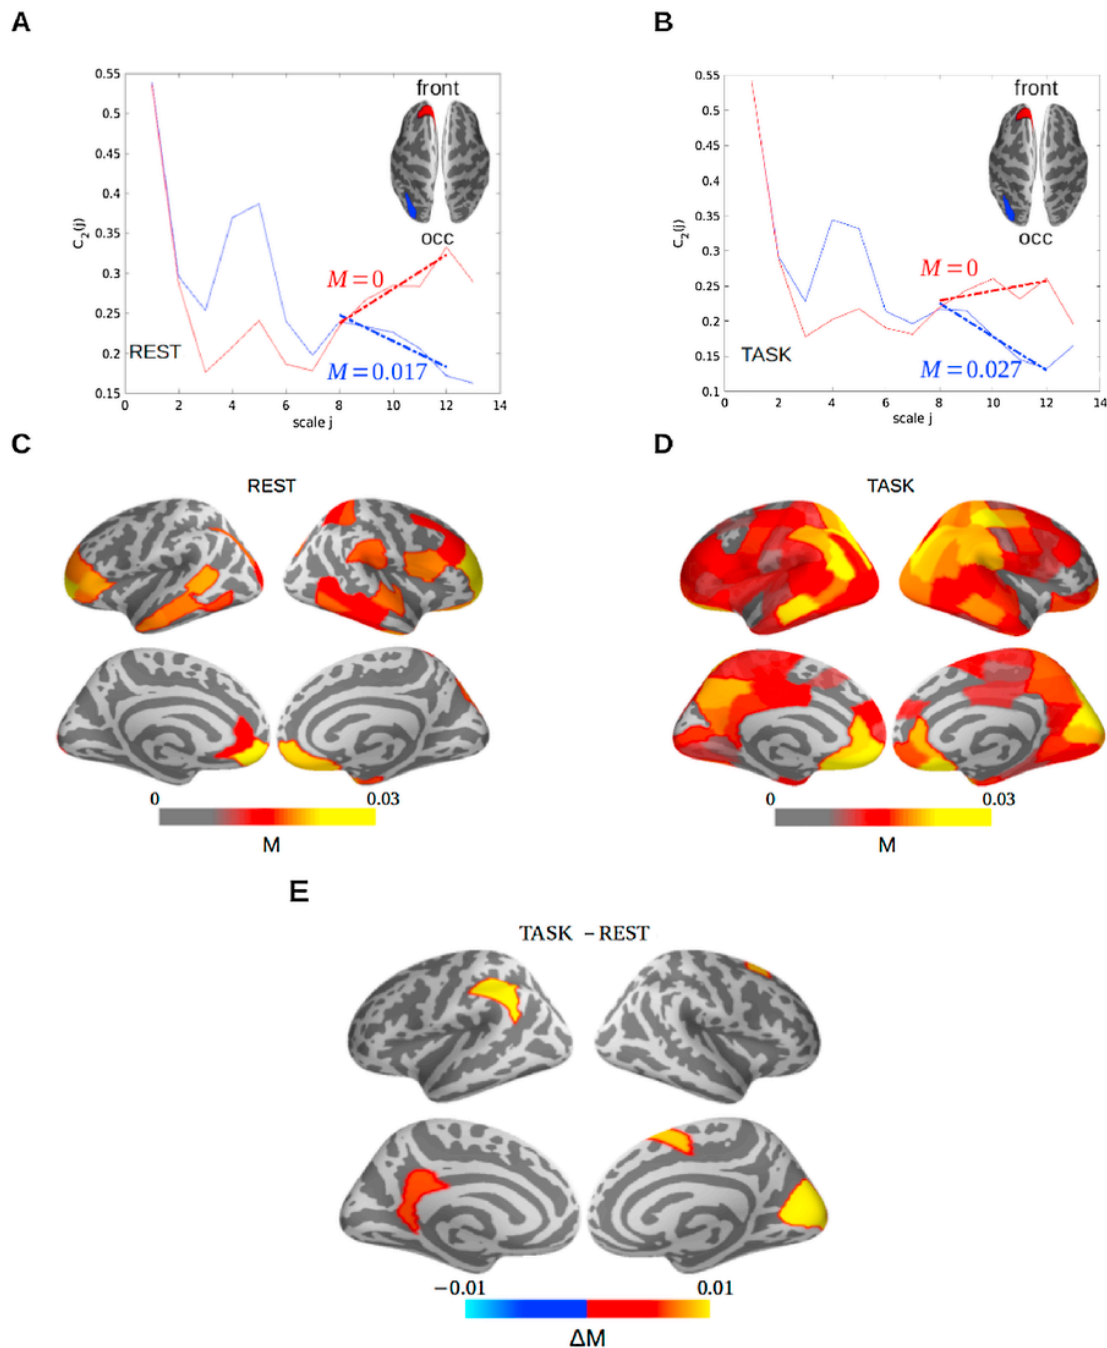 A
0.55
0.5
0.45
0.4
0.35
0.3
0.25
0.2
0.15
C₂(j)
front
occ
M=0
M=0.017
REST
0 2 4 6 8 10 12 14
scale j
B
0.55
0.5
0.45
0.4
0.35
0.3
0.25
0.2
0.15
0.1
C₂(j)
front
occ
M=0
M=0.027
TASK
0 2 4 6 8 10 12 14
scale j
C
REST
0 0.03
M
D
TASK
0 0.03
M
E
TASK – REST
−0.01 0.01
ΔM